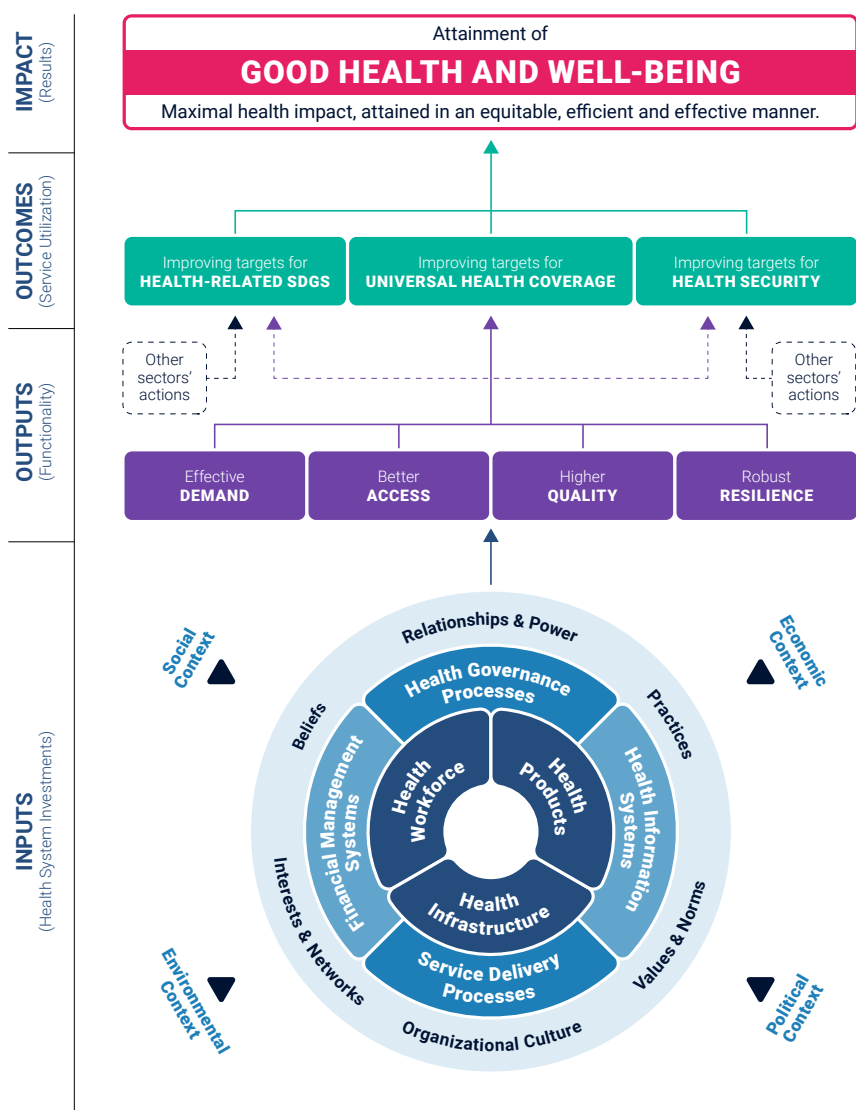 IMPACT
(Results)
Attainment of
GOOD HEALTH AND WELL-BEING
Maximal health impact, attained in an equitable, efficient and effective manner.
OUTCOMES
(Service Utilization)
Improving targets for
HEALTH-RELATED SDGS
Improving targets for
UNIVERSAL HEALTH COVERAGE
Improving targets for
HEALTH SECURITY
OUTPUTS
(Functionality)
Other
sectors’
actions
Other
sectors’
actions
Effective
DEMAND
Better
ACCESS
Higher
QUALITY
Robust
RESILIENCE
INPUTS
(Health System Investments)
Social
Context
Economic
Context
Relationships & Power
Beliefs
Practices
Health Governance
Processes
Financial Management
Systems
Health
Workforce
Health
Products
Health Information
Systems
Health
Infrastructure
Service Delivery
Processes
Interests & Networks
Values & Norms
Organizational Culture
Environmental
Context
Political
Context